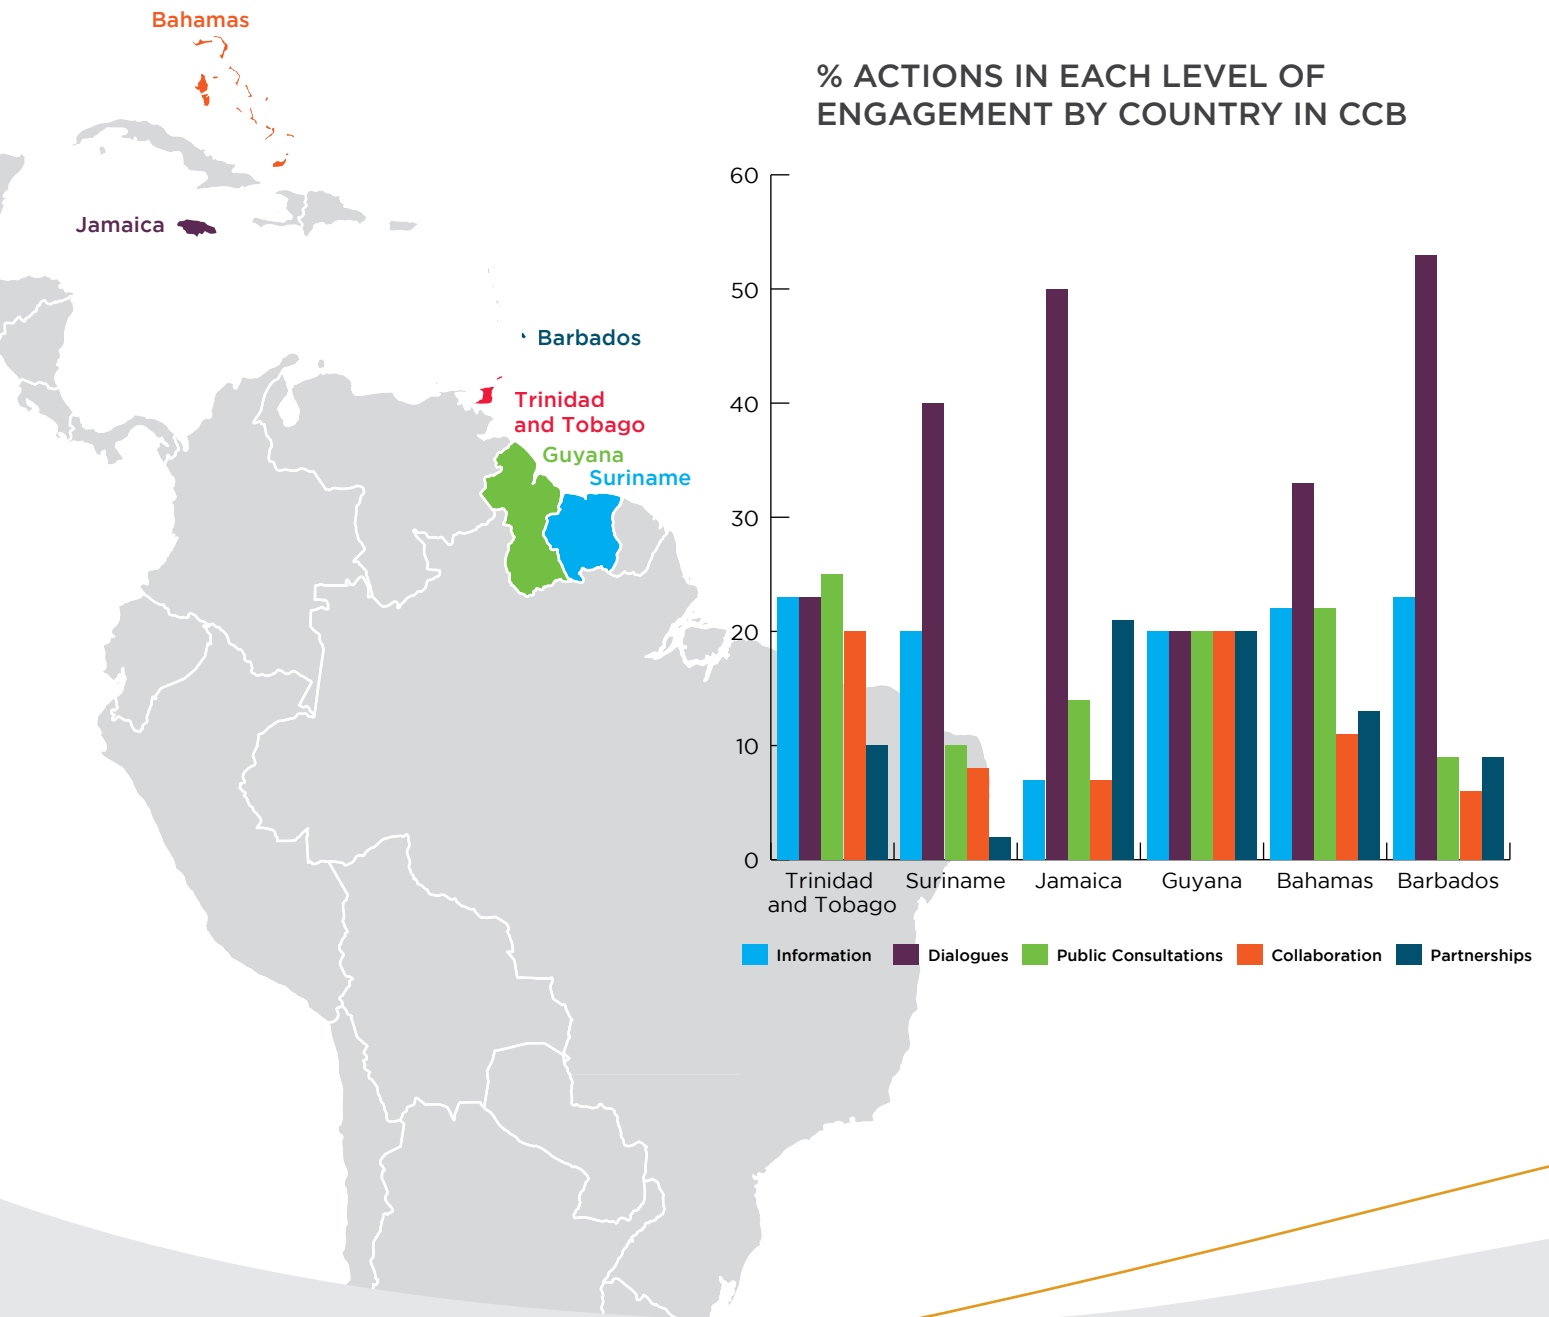 Bahamas
Jamaica
Barbados
Trinidad
and Tobago
Guyana
Suriname
% ACTIONS IN EACH LEVEL OF
ENGAGEMENT BY COUNTRY IN CCB
60
50
40
30
20
10
0
Trinidad
and Tobago
Suriname
Jamaica
Guyana
Bahamas
Barbados
Information
Dialogues
Public Consultations
Collaboration
Partnerships